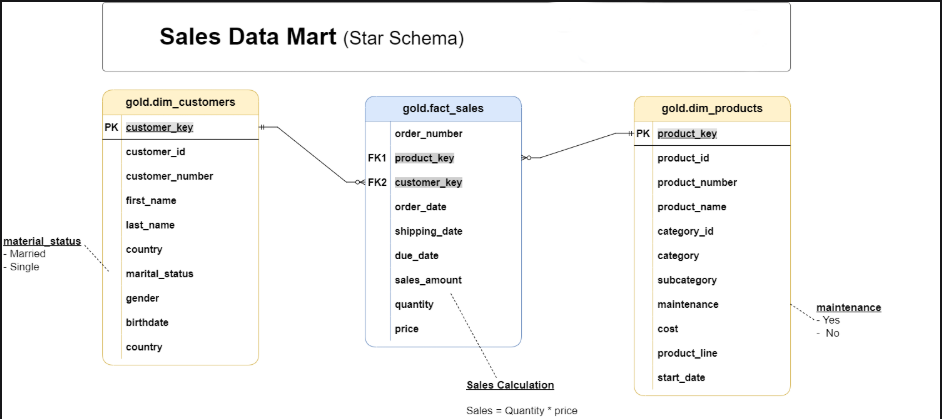 Sales Data Mart (Star Schema)
gold.dim_customers
PK customer_key
customer_id
customer_number
first_name
last_name
country
marital_status
gender
birthdate
country
material_status
- Marned
- Single
gold.fact_sales
order_number
FK1 product_key
FK2 customer_key
order_date
shipping_date
due_date
sales_amount
quantity
price
Sales Calculation
Sales = Quantity * price
gold.dim_products
PK product_key
product_id
product_number
product_name
category_id
category
subcategory
maintenance
cost
product_line
start_date
maintenance
- Yes
- No